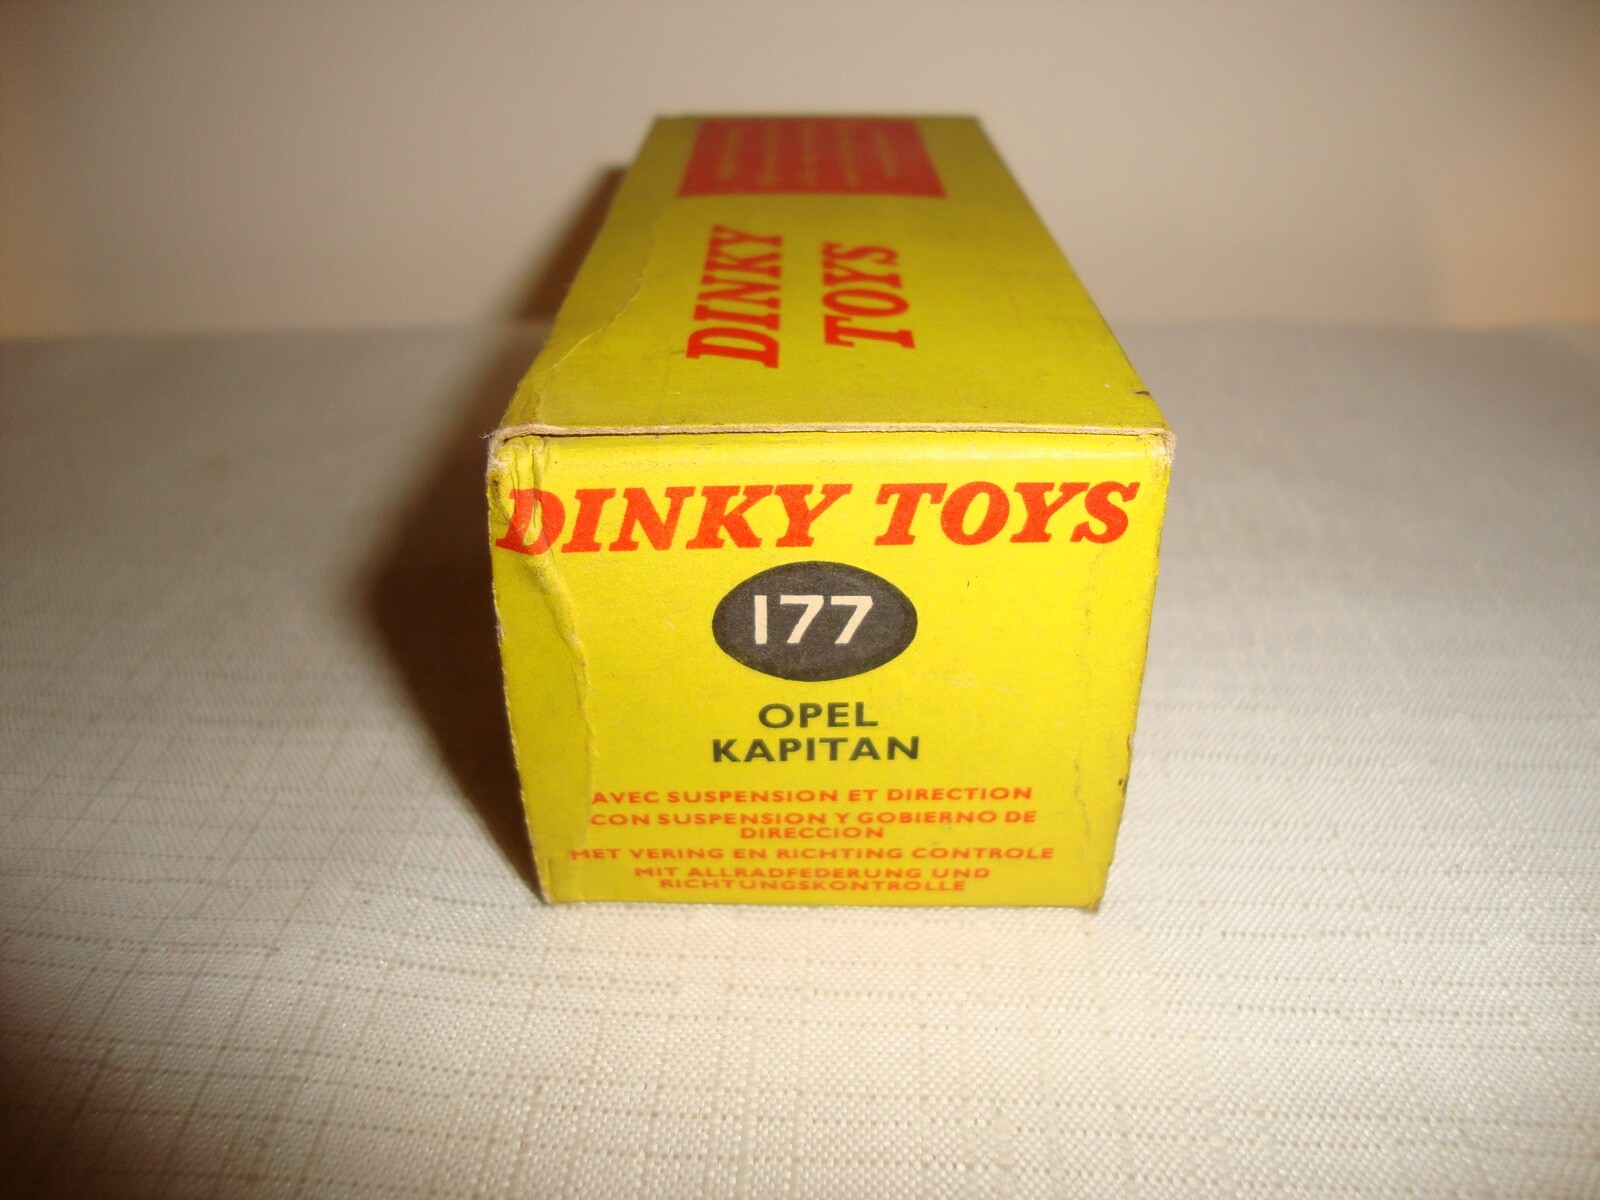 DINKY
TOYS
DINKY TOYS
177
OPEL
KAPITAN
AVEC SUSPENSION ET DIRECTION
CON SUSPENSION Y GOBIERNO DE
DIRECCION
MET VERING EN RICHTING CONTROLE
MIT ALLRADFEDERUNG UND
RICHTUNGSKONTROLLE